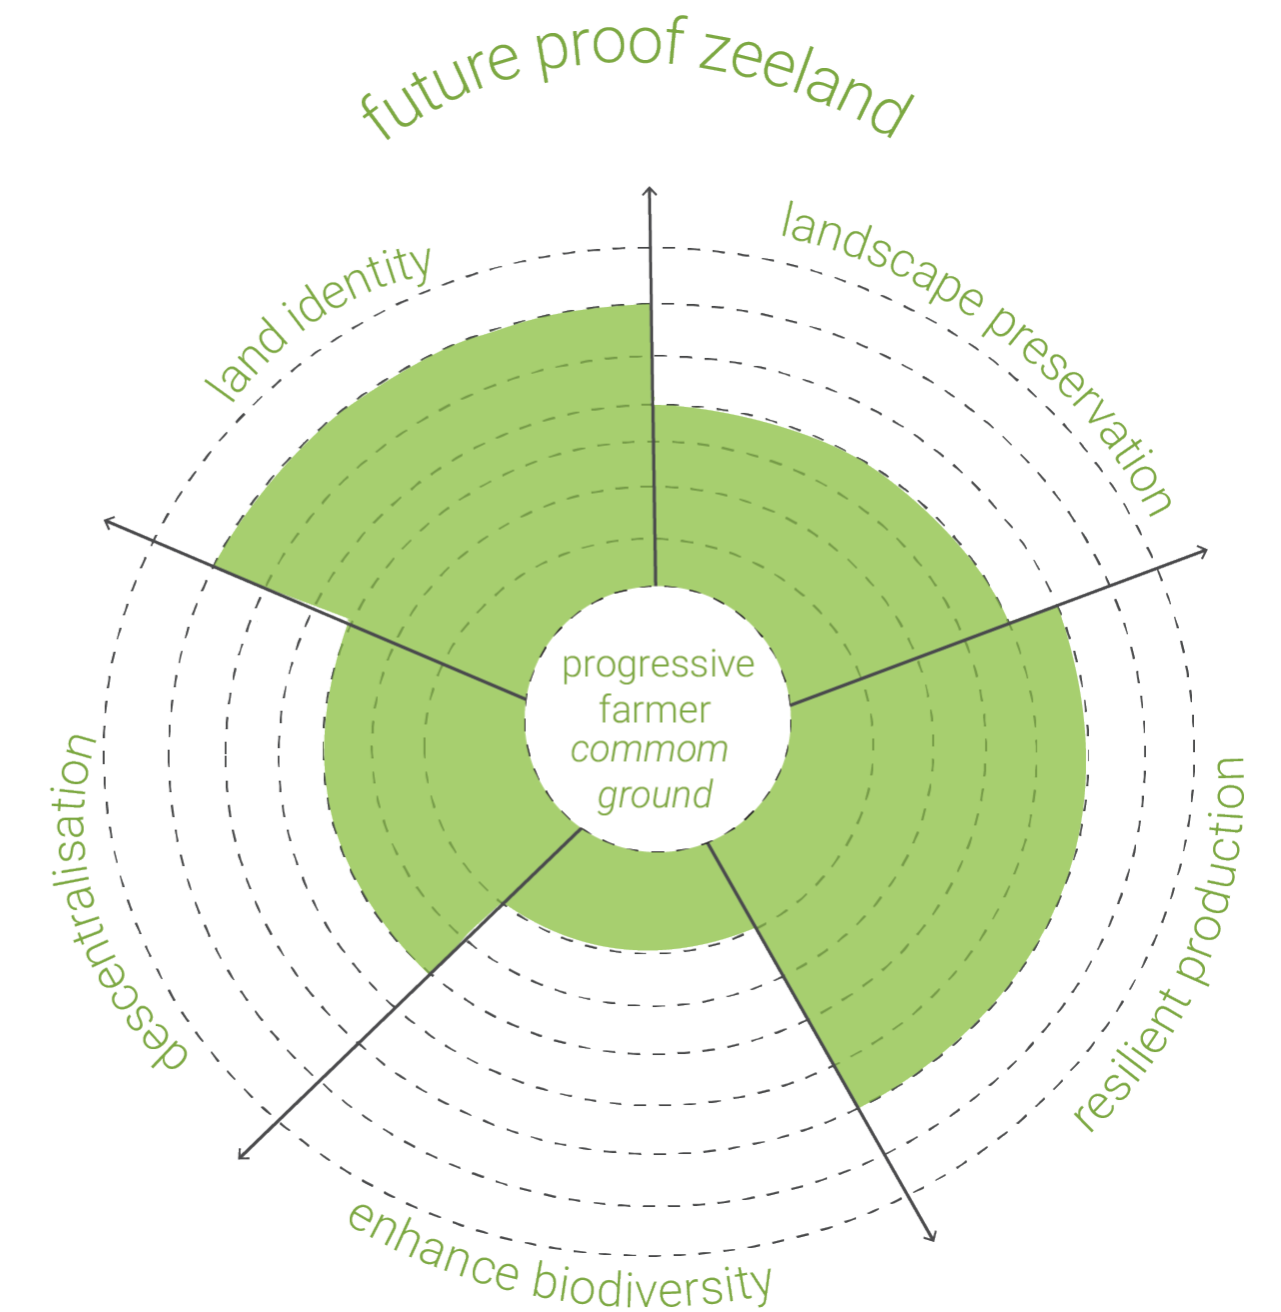 future proof zeeland
land identity
landscape preservation
progressive
farmer
commom
ground
descentralisation
resilient production
enhance biodiversity